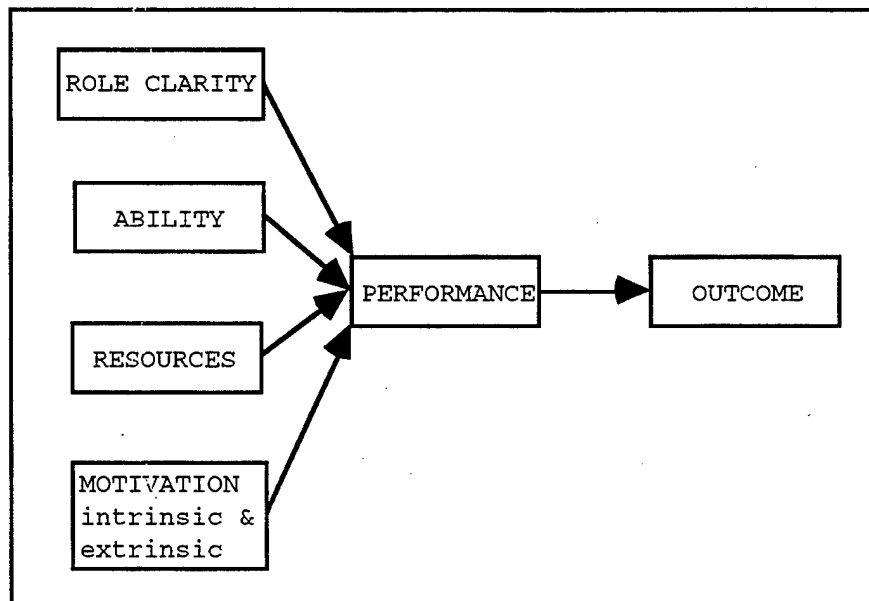 ROLE CLARITY
ABILITY
PERFORMANCE
OUTCOME
RESOURCES
MOTIVATION
intrinsic &
extrinsic